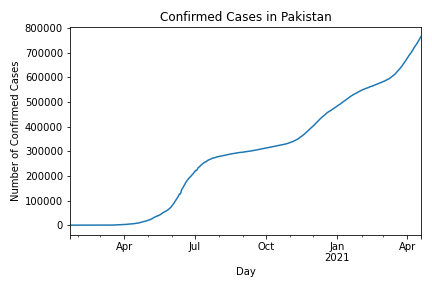 Confirmed Cases in Pakistan
800000
700000
600000
500000
400000
300000
200000
100000
0
Number of Confirmed Cases
Apr
Jul
Oct
Jan
2021
Apr
Day